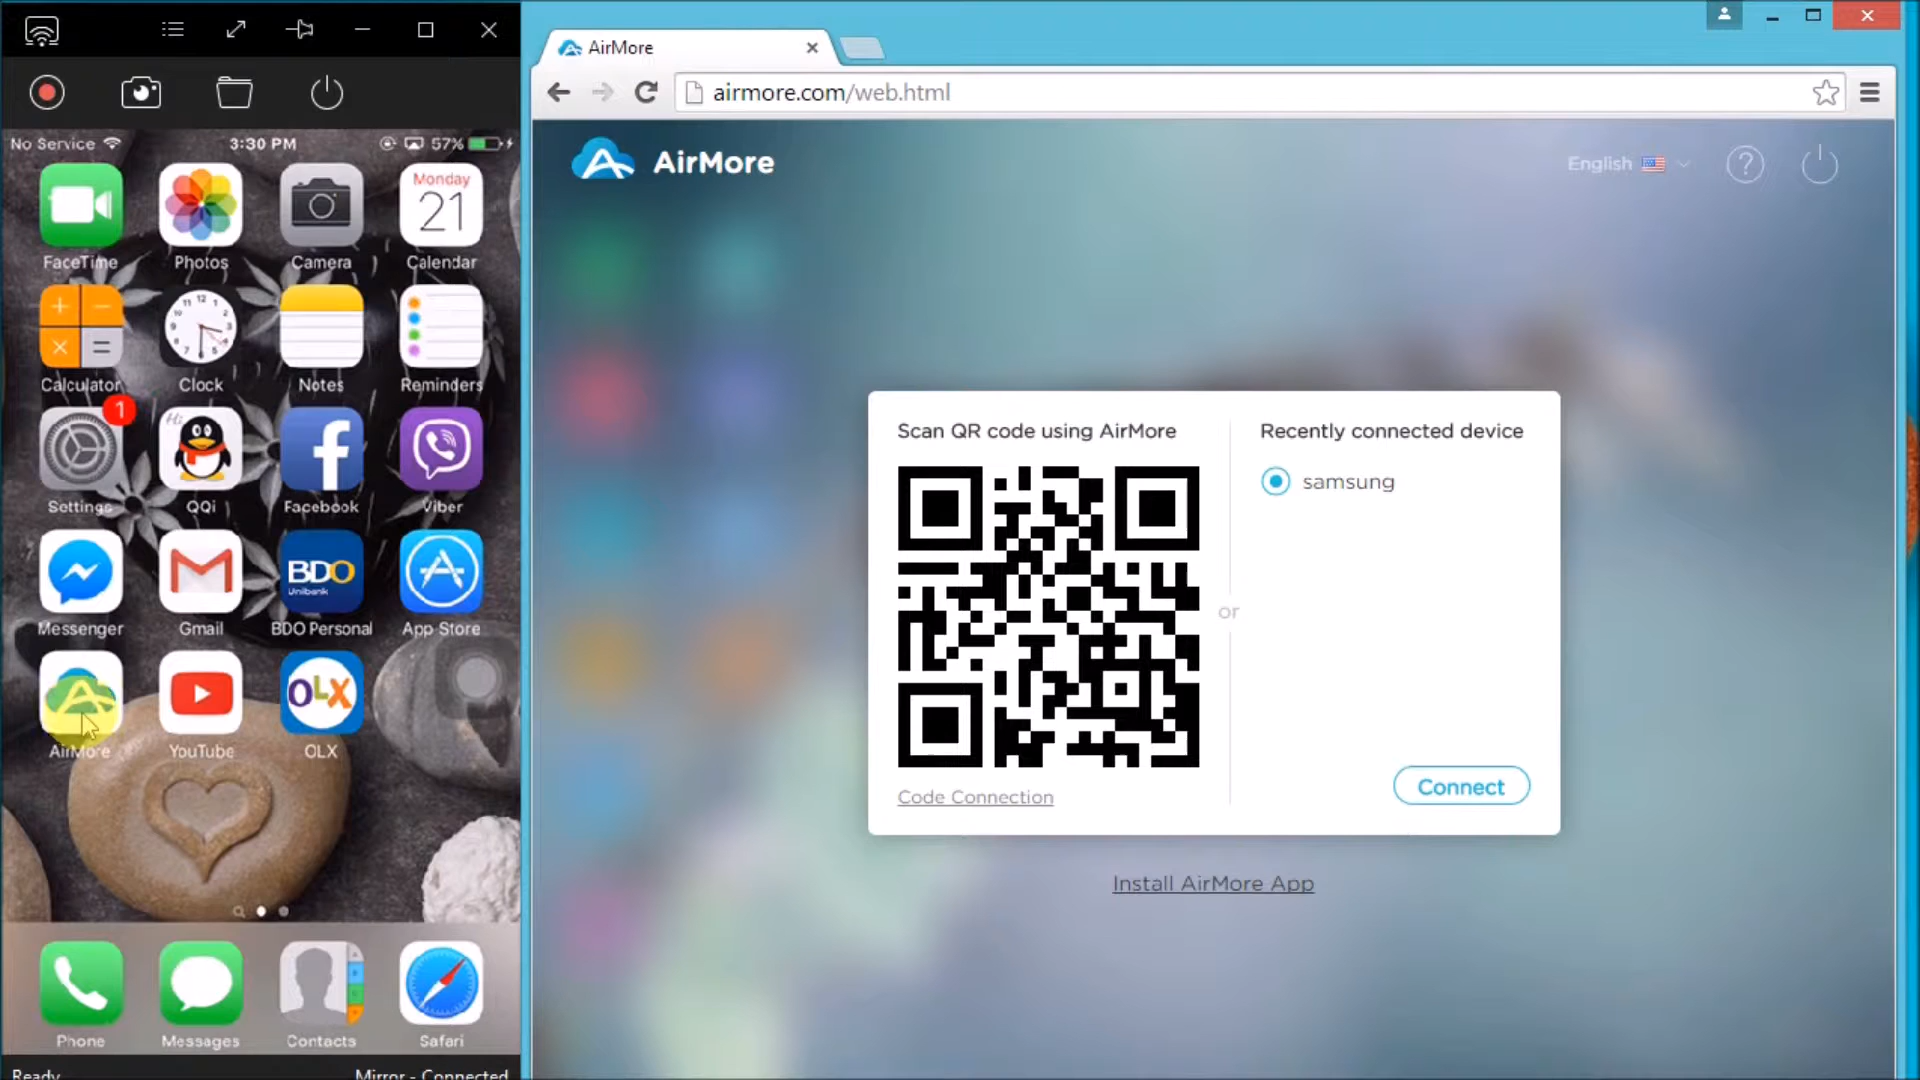 No Service 3:30 PM 57%
Monday
21
FaceTime Photos Camera Calendar
Calculator Clock Notes Reminders
1
Hi
Settings QQi Facebook Viber
BDO
Unibank
Messenger Gmail BDO Personal App Store
OLX
AirMore YouTube OLX
Phone Messages Contacts Safari
Ready Mirror - Connected
AirMore
airmore.com/web.html
AirMore
English
Scan QR code using AirMore
Code Connection
or
Recently connected device
samsung
Connect
Install AirMore App